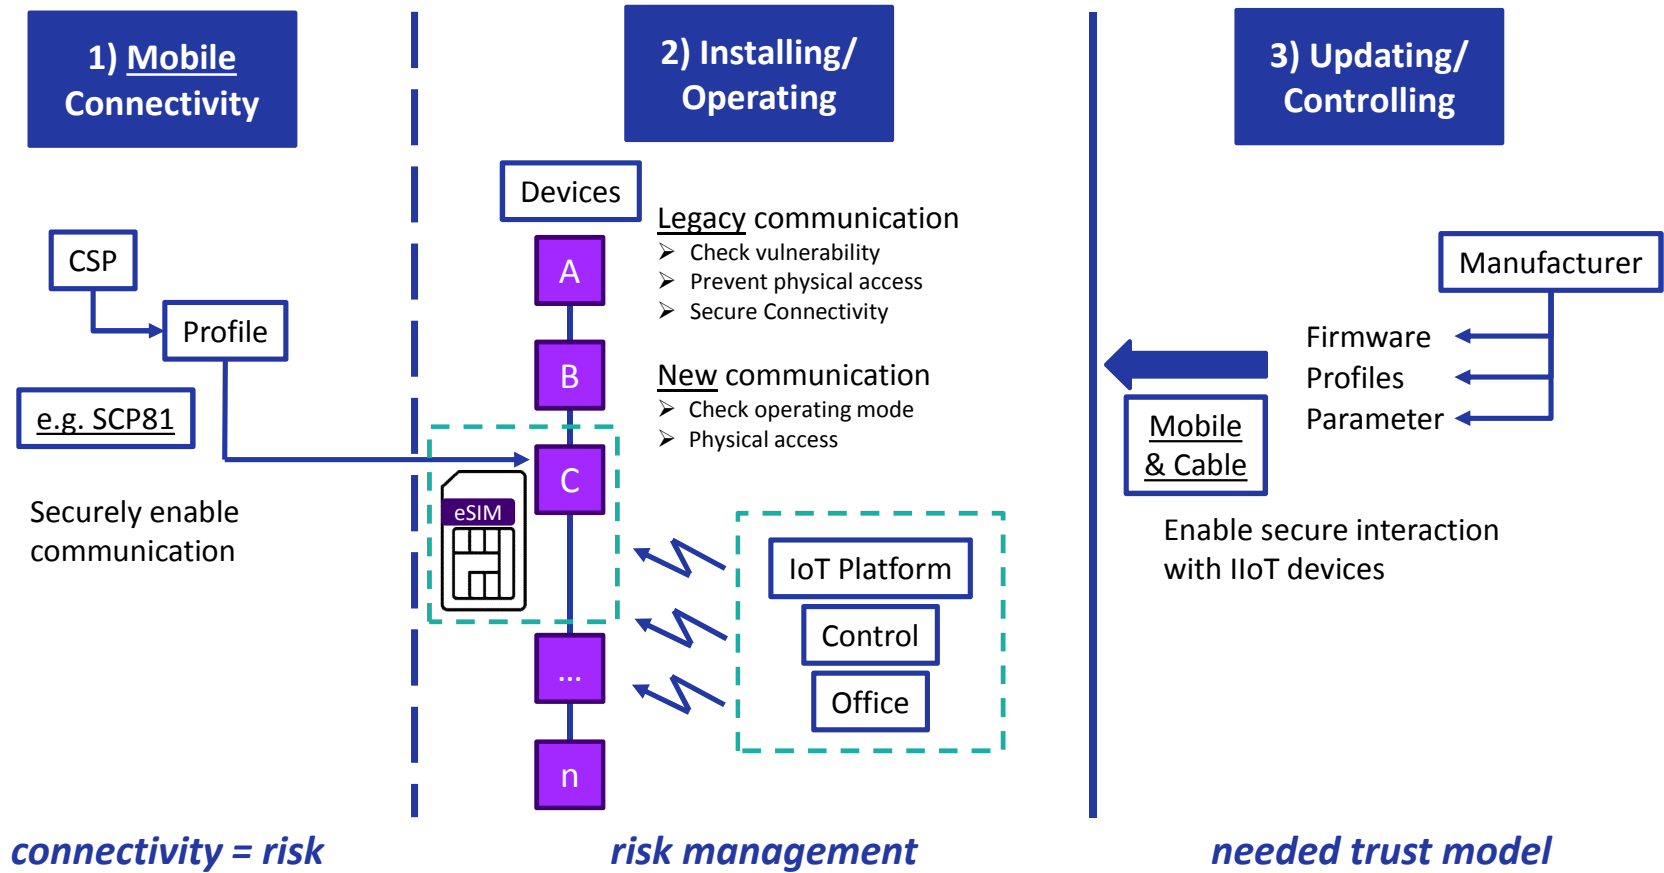 1) Mobile
Connectivity
CSP
Profile
e.g. SCP81
Securely enable
communication
connectivity = risk
2) Installing/
Operating
Devices
A
B
C
...
n
eSIM
Legacy communication
➢ Check vulnerability
➢ Prevent physical access
➢ Secure Connectivity
New communication
➢ Check operating mode
➢ Physical access
IoT Platform
Control
Office
risk management
3) Updating/
Controlling
Manufacturer
Firmware
Profiles
Parameter
Mobile
& Cable
Enable secure interaction
with IIoT devices
needed trust model